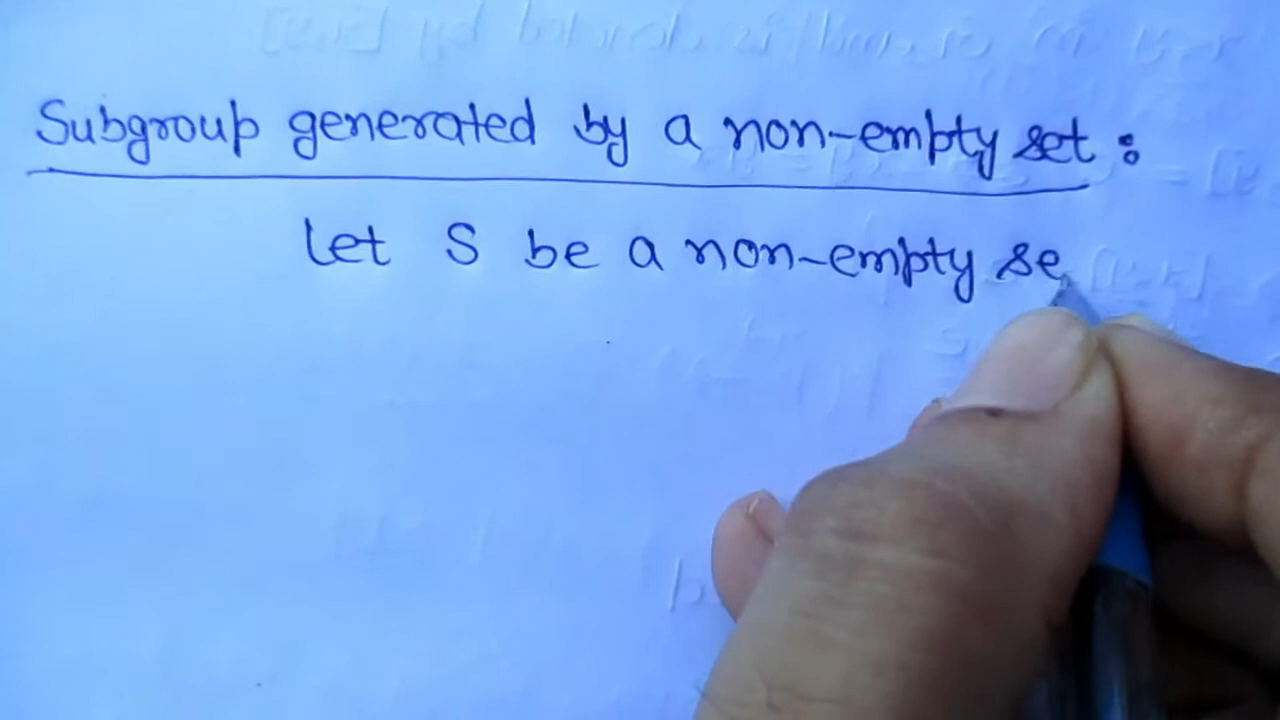 Subgroup generated by a non-empty set :
Let S be a non-empty se